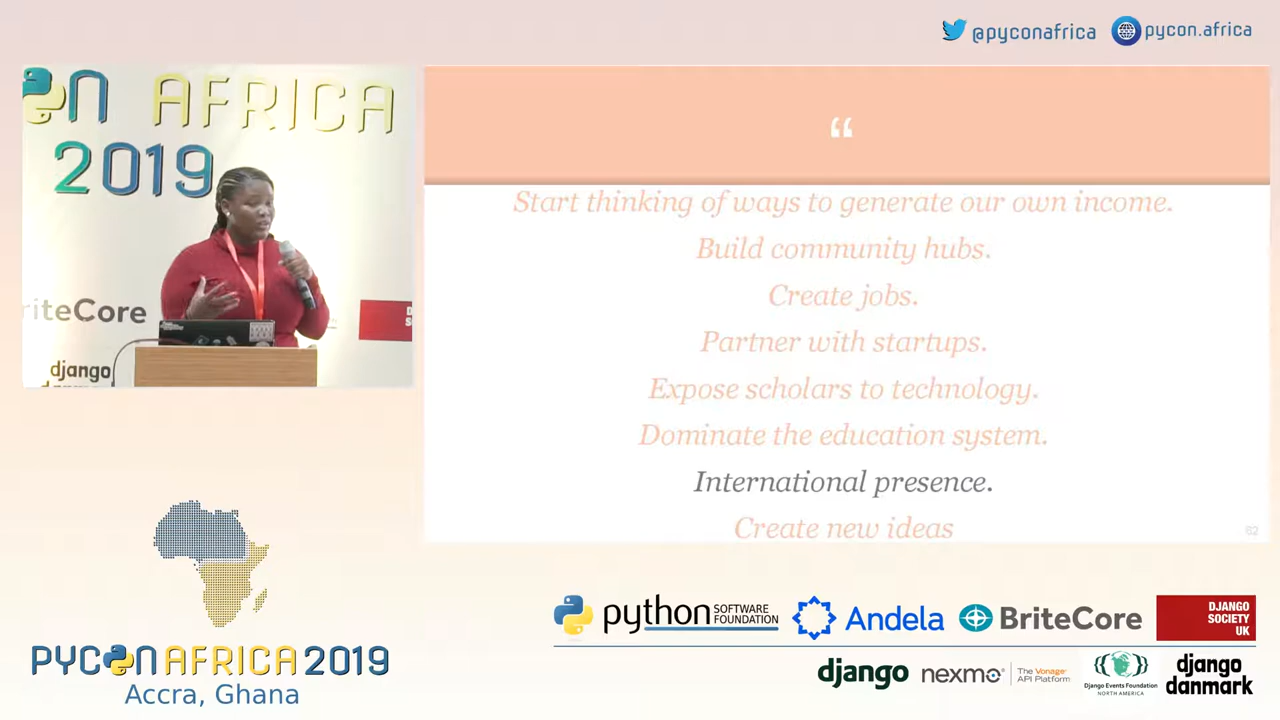 @pyconafrica
pycon.africa
ON AFRICA
2019
riteCore
django
“
Start thinking of ways to generate our own income.
Build community hubs.
Create jobs.
Partner with startups.
Expose scholars to technology.
Dominate the education system.
International presence.
Create new ideas
62
PYCON AFRICA 2019
Accra, Ghana
python SOFTWARE
FOUNDATION
Andela
BriteCore
DJANGO
SOCIETY
UK
django
nexmo
The Vonage®
API Platform
Django Events Foundation
NORTH AMERICA
django
danmark